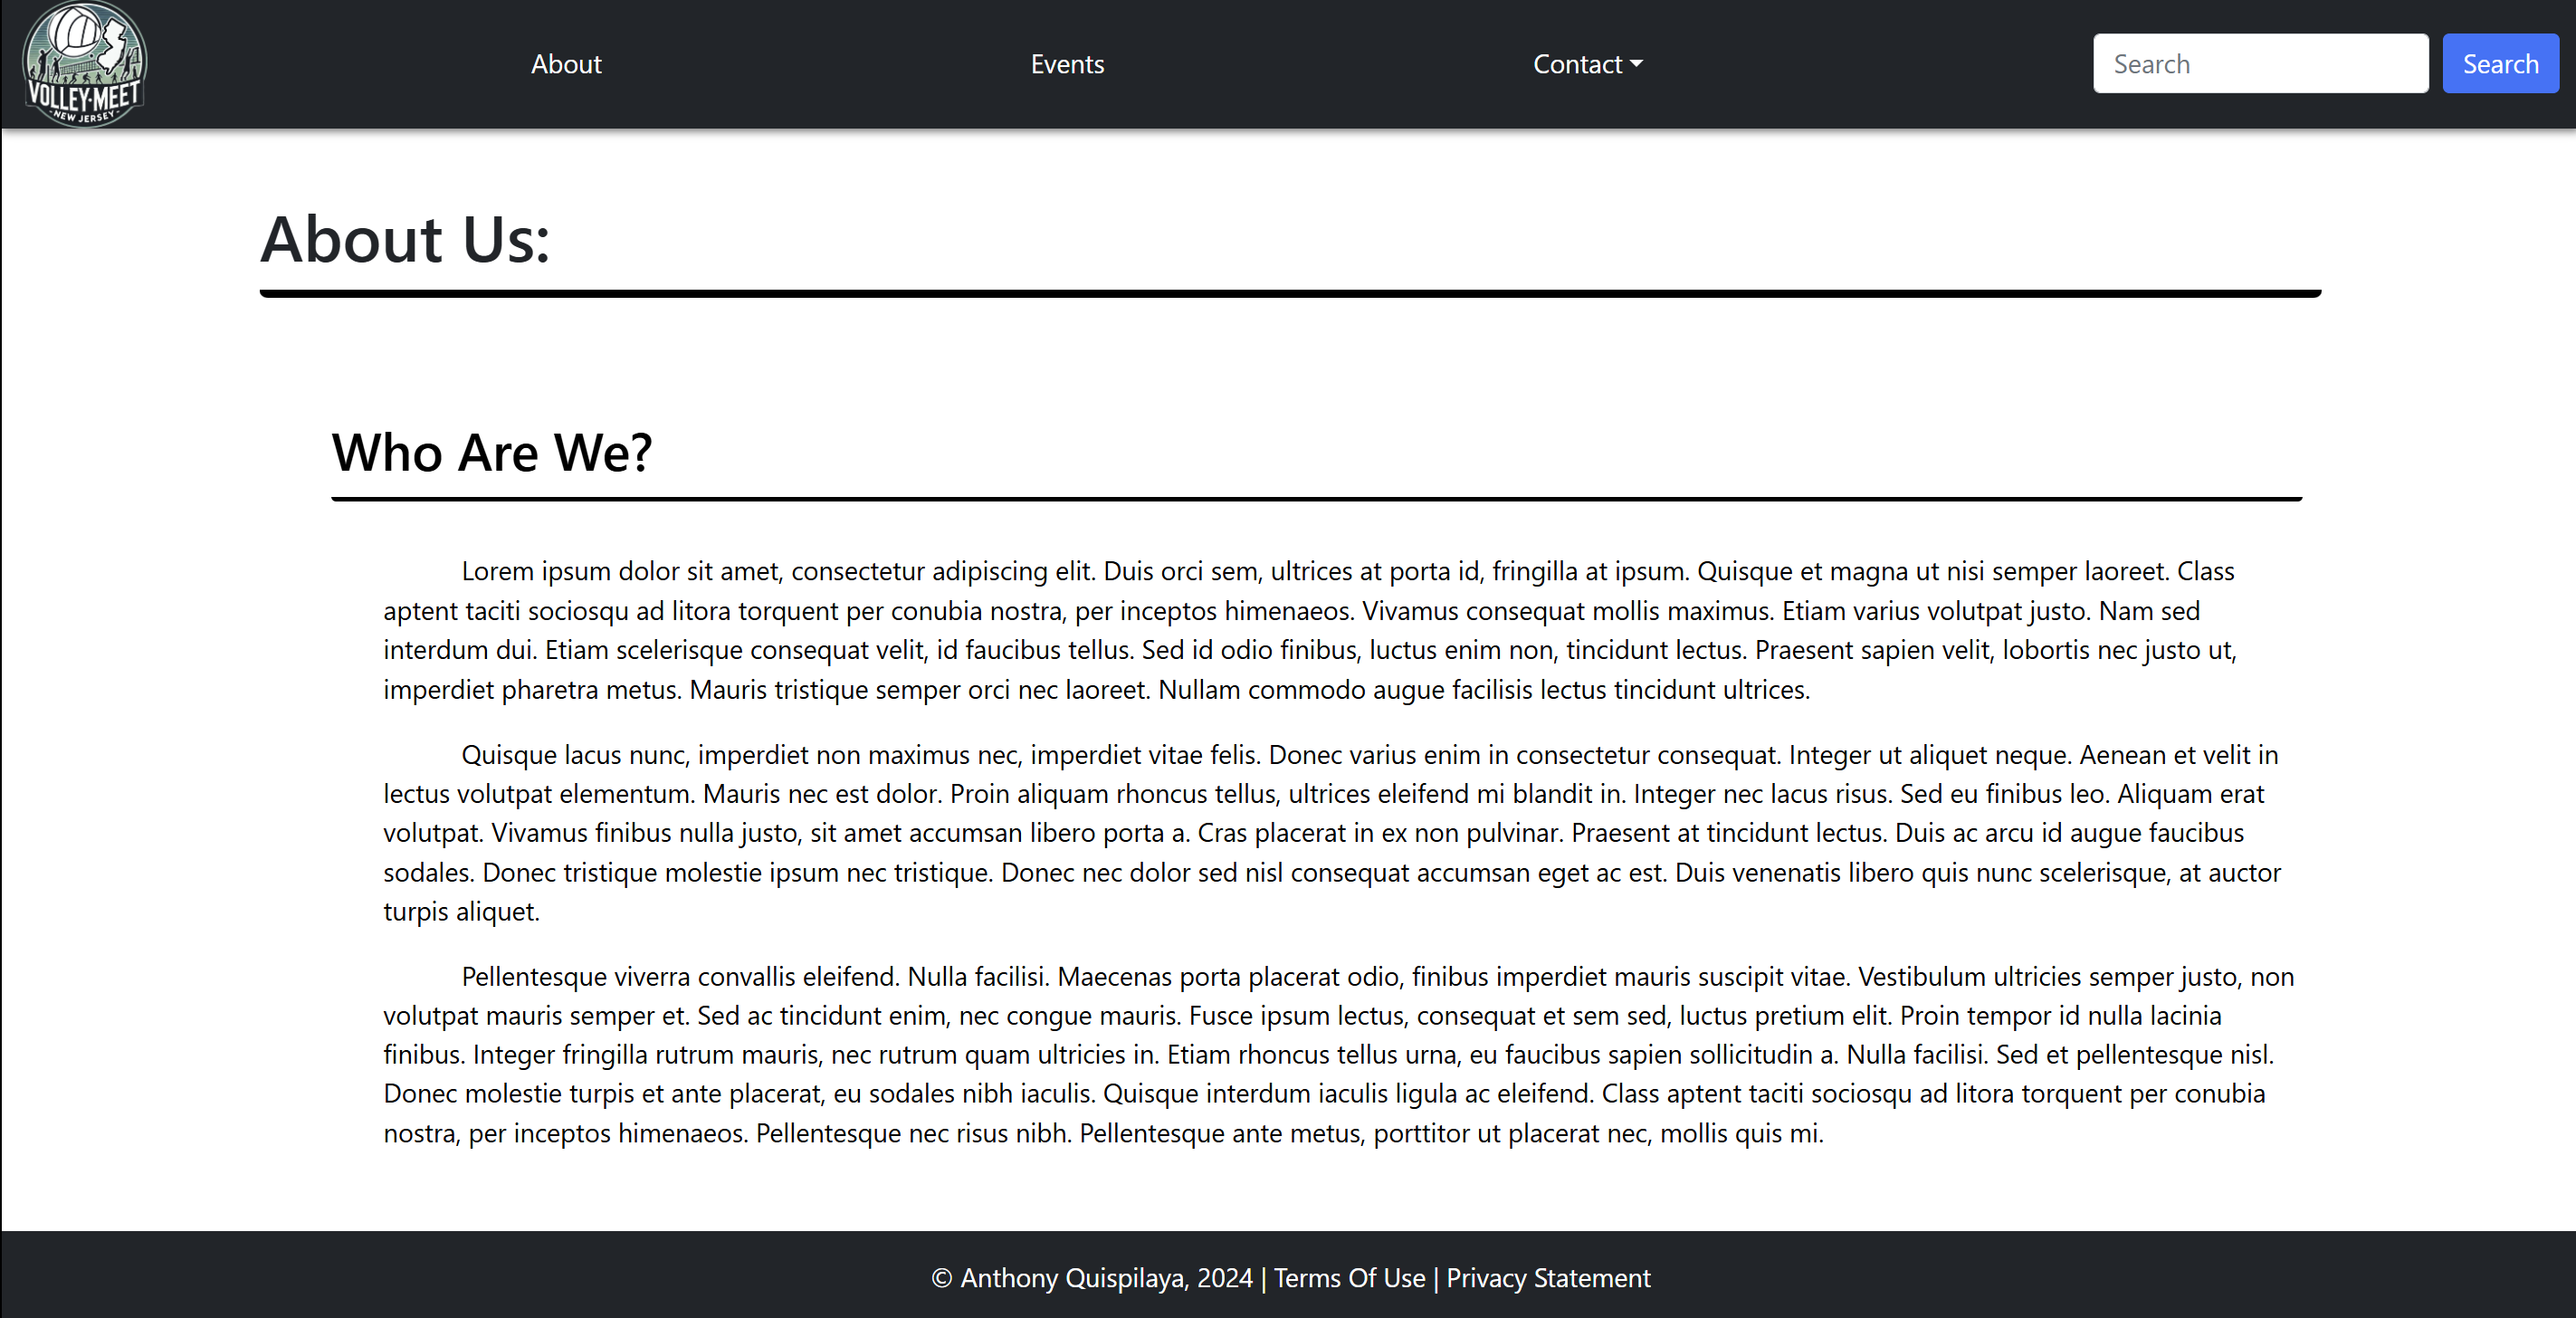 VOLLEY-MEET
NEW JERSEY
About
Events
Contact
Search
Search
About Us:
Who Are We?
Lorem ipsum dolor sit amet, consectetur adipiscing elit. Duis orci sem, ultrices at porta id, fringilla at ipsum. Quisque et magna ut nisi semper laoreet. Class
aptent taciti sociosqu ad litora torquent per conubia nostra, per inceptos himenaeos. Vivamus consequat mollis maximus. Etiam varius volutpat justo. Nam sed
interdum dui. Etiam scelerisque consequat velit, id faucibus tellus. Sed id odio finibus, luctus enim non, tincidunt lectus. Praesent sapien velit, lobortis nec justo ut,
imperdiet pharetra metus. Mauris tristique semper orci nec laoreet. Nullam commodo augue facilisis lectus tincidunt ultrices.
Quisque lacus nunc, imperdiet non maximus nec, imperdiet vitae felis. Donec varius enim in consectetur consequat. Integer ut aliquet neque. Aenean et velit in
lectus volutpat elementum. Mauris nec est dolor. Proin aliquam rhoncus tellus, ultrices eleifend mi blandit in. Integer nec lacus risus. Sed eu finibus leo. Aliquam erat
volutpat. Vivamus finibus nulla justo, sit amet accumsan libero porta a. Cras placerat in ex non pulvinar. Praesent at tincidunt lectus. Duis ac arcu id augue faucibus
sodales. Donec tristique molestie ipsum nec tristique. Donec nec dolor sed nisl consequat accumsan eget ac est. Duis venenatis libero quis nunc scelerisque, at auctor
turpis aliquet.
Pellentesque viverra convallis eleifend. Nulla facilisi. Maecenas porta placerat odio, finibus imperdiet mauris suscipit vitae. Vestibulum ultricies semper justo, non
volutpat mauris semper et. Sed ac tincidunt enim, nec congue mauris. Fusce ipsum lectus, consequat et sem sed, luctus pretium elit. Proin tempor id nulla lacinia
finibus. Integer fringilla rutrum mauris, nec rutrum quam ultricies in. Etiam rhoncus tellus urna, eu faucibus sapien sollicitudin a. Nulla facilisi. Sed et pellentesque nisl.
Donec molestie turpis et ante placerat, eu sodales nibh iaculis. Quisque interdum iaculis ligula ac eleifend. Class aptent taciti sociosqu ad litora torquent per conubia
nostra, per inceptos himenaeos. Pellentesque nec risus nibh. Pellentesque ante metus, porttitor ut placerat nec, mollis quis mi.
© Anthony Quispilaya, 2024 | Terms Of Use | Privacy Statement